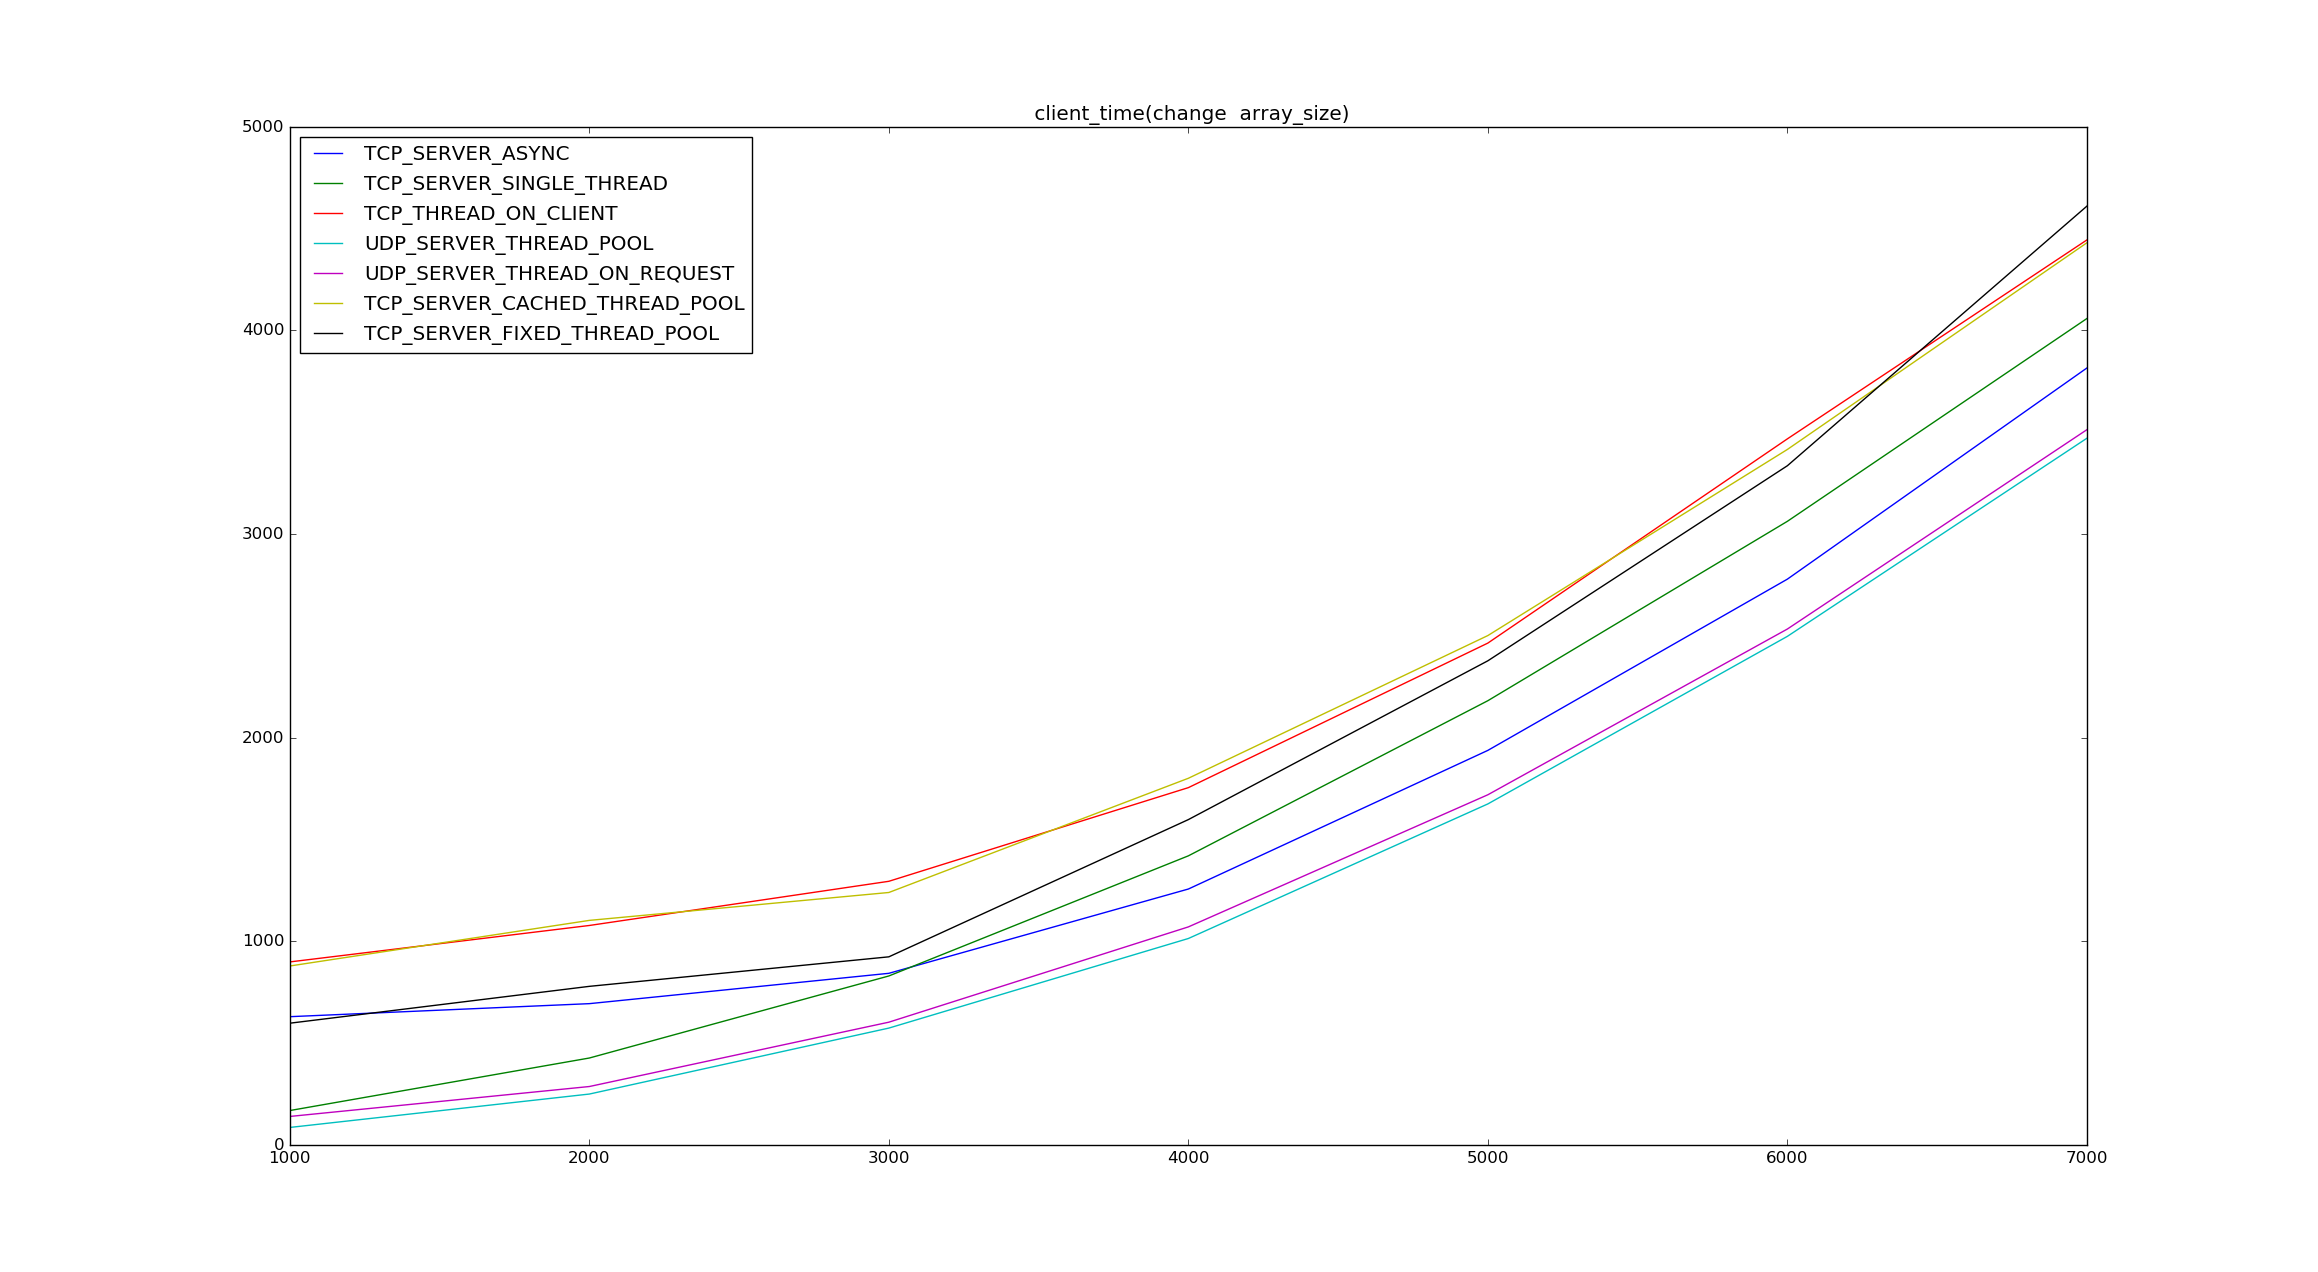 client_time(change  array_size)
5000
TCP_SERVER_ASYNC
TCP_SERVER_SINGLE_THREAD
TCP_THREAD_ON_CLIENT
UDP_SERVER_THREAD_POOL
UDP_SERVER_THREAD_ON_REQUEST
TCP_SERVER_CACHED_THREAD_POOL
TCP_SERVER_FIXED_THREAD_POOL
4000
3000
2000
1000
0
1000 2000 3000 4000 5000 6000 7000